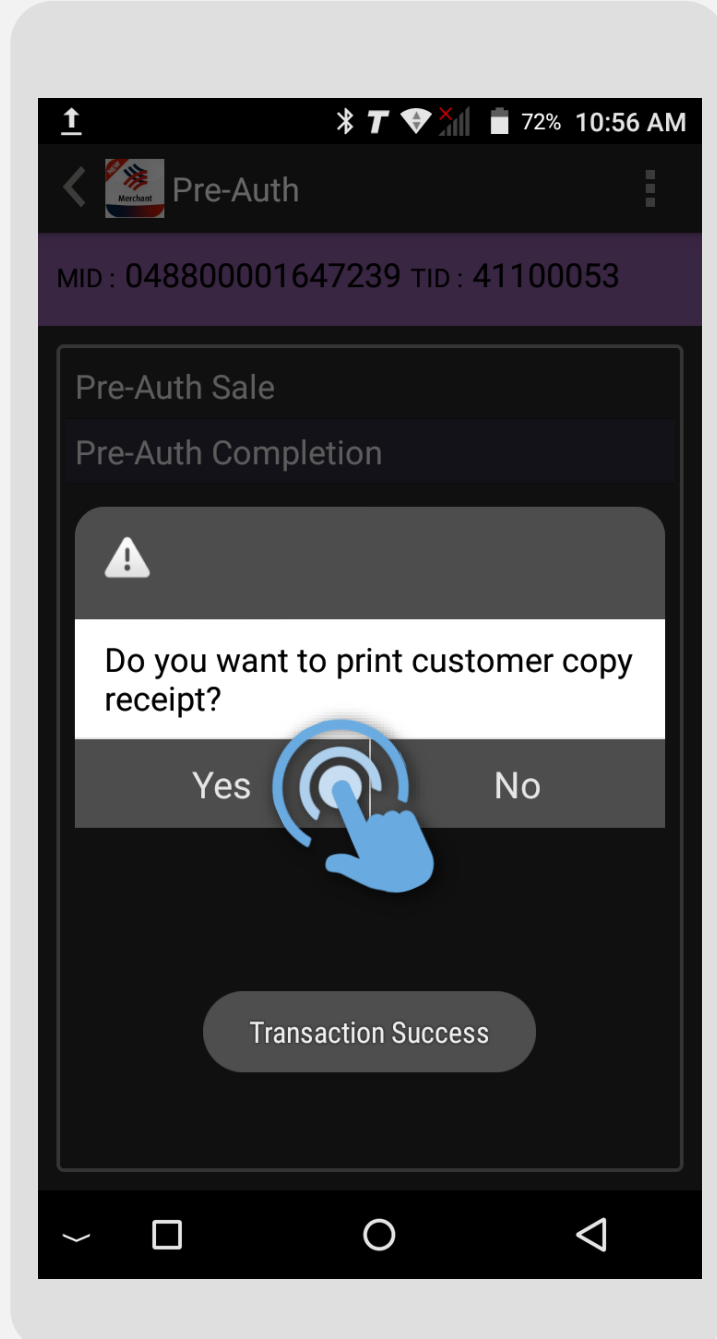 72% 10:56 AM
NEW
Merchant
Pre-Auth
MID : 048800001647239 TID : 41100053
Pre-Auth Sale
Pre-Auth Completion
Do you want to print customer copy
receipt?
Yes No
Transaction Success